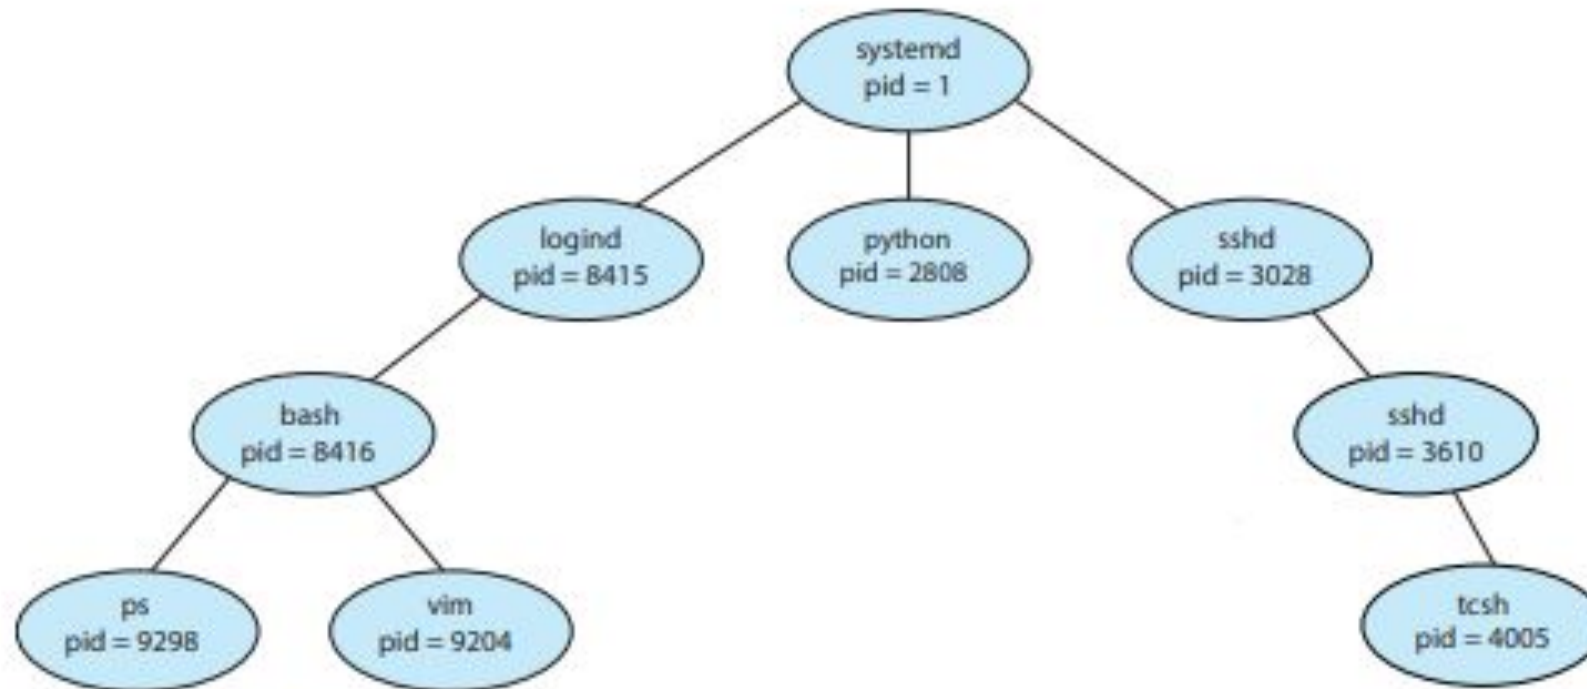 systemd
pid = 1
logind
pid = 8415
python
pid = 2808
sshd
pid = 3028
bash
pid = 8416
sshd
pid = 3610
ps
pid = 9298
vim
pid = 9204
tcsh
pid = 4005